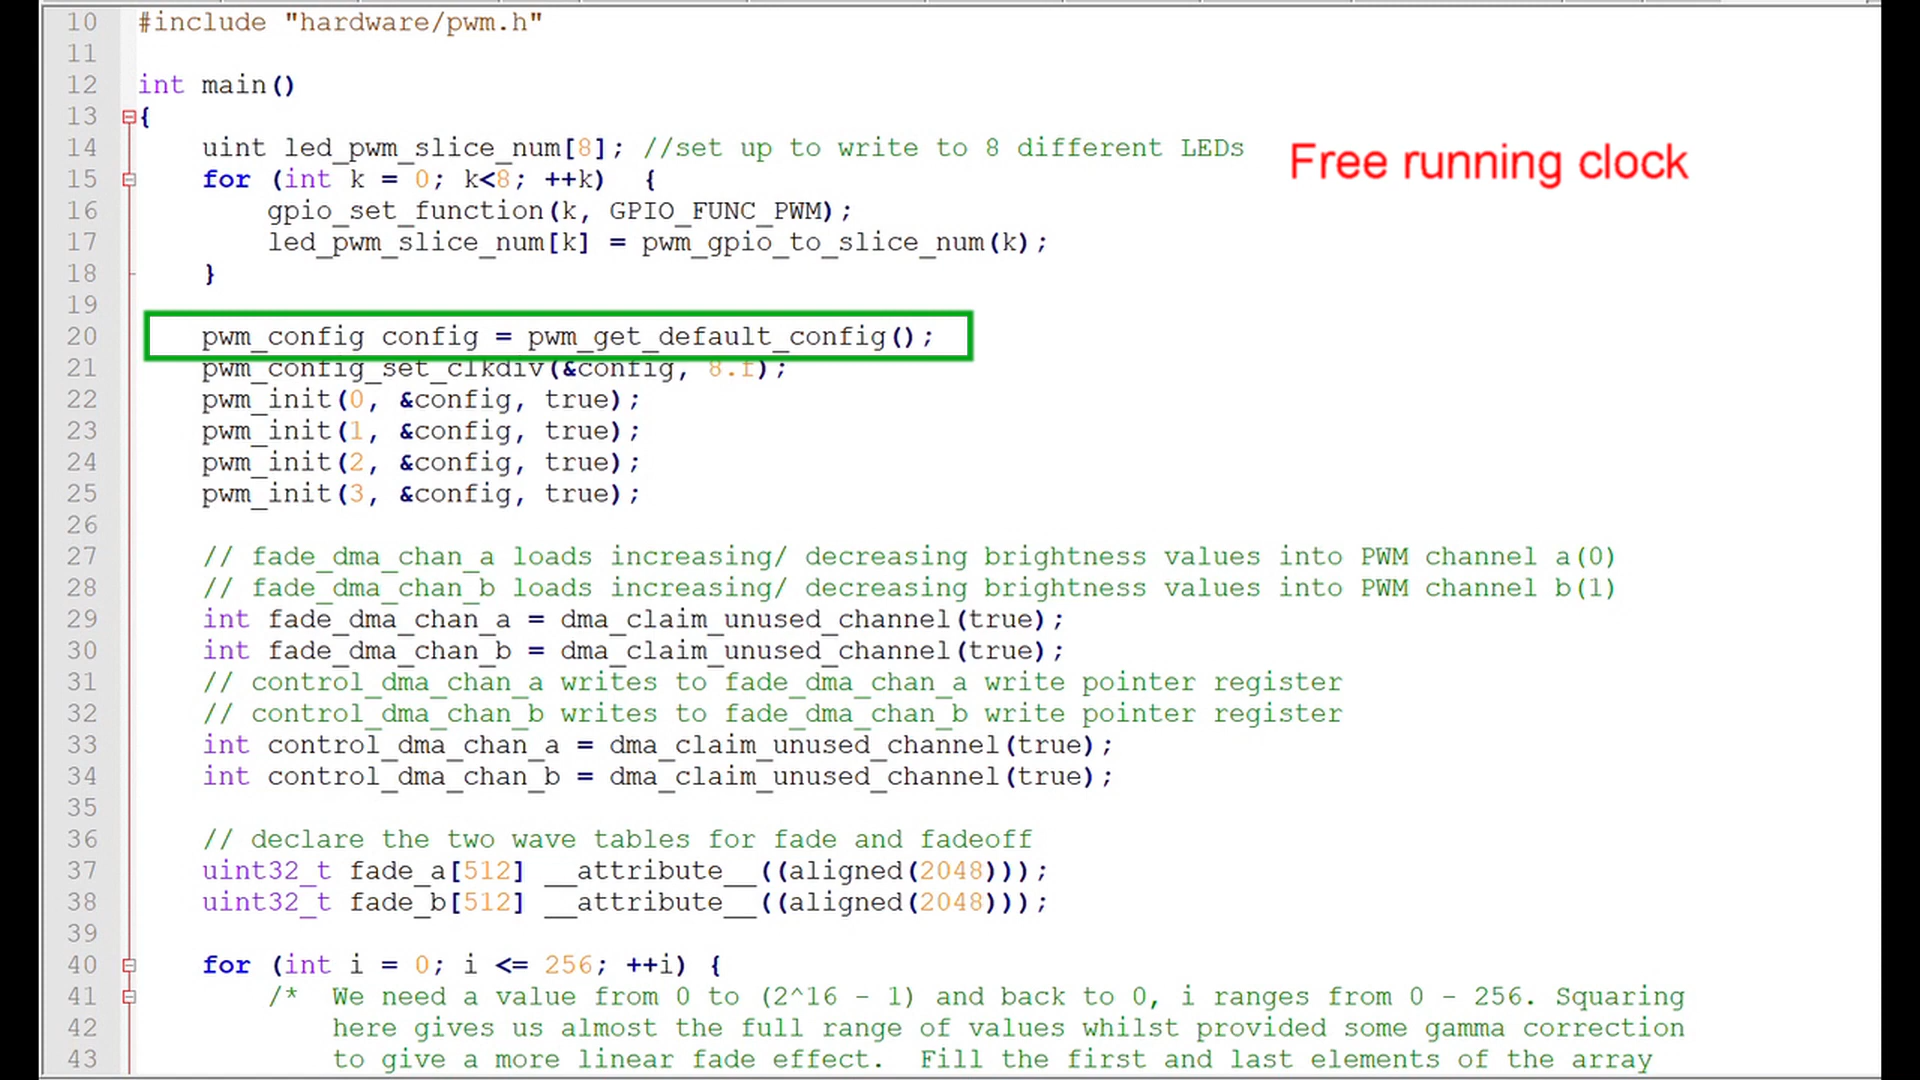 10 #include "hardware/pwm.h"
11
12 int main()
13 {
14 uint led_pwm_slice_num[8]; //set up to write to 8 different LEDs
Free running clock
15 for (int k = 0; k<8; ++k) {
16 gpio_set_function(k, GPIO_FUNC_PWM);
17 led_pwm_slice_num[k] = pwm_gpio_to_slice_num(k);
18 }
19
20 pwm_config config = pwm_get_default_config();
21 pwm_config_set_clkdiv(&config, 8.f);
22 pwm_init(0, &config, true);
23 pwm_init(1, &config, true);
24 pwm_init(2, &config, true);
25 pwm_init(3, &config, true);
26
27 // fade_dma_chan_a loads increasing/ decreasing brightness values into PWM channel a(0)
28 // fade_dma_chan_b loads increasing/ decreasing brightness values into PWM channel b(1)
29 int fade_dma_chan_a = dma_claim_unused_channel(true);
30 int fade_dma_chan_b = dma_claim_unused_channel(true);
31 // control_dma_chan_a writes to fade_dma_chan_a write pointer register
32 // control_dma_chan_b writes to fade_dma_chan_b write pointer register
33 int control_dma_chan_a = dma_claim_unused_channel(true);
34 int control_dma_chan_b = dma_claim_unused_channel(true);
35
36 // declare the two wave tables for fade and fadeoff
37 uint32_t fade_a[512] __attribute__((aligned(2048)));
38 uint32_t fade_b[512] __attribute__((aligned(2048)));
39
40 for (int i = 0; i <= 256; ++i) {
41 /* We need a value from 0 to (2^16 - 1) and back to 0, i ranges from 0 - 256. Squaring
42 here gives us almost the full range of values whilst provided some gamma correction
43 to give a more linear fade effect. Fill the first and last elements of the array